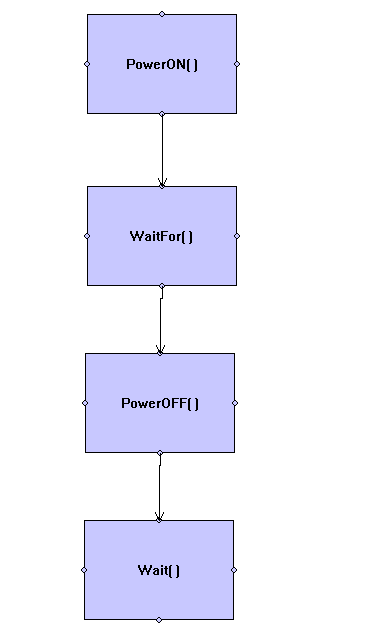 PowerON( )
WaitFor( )
PowerOFF( )
Wait( )